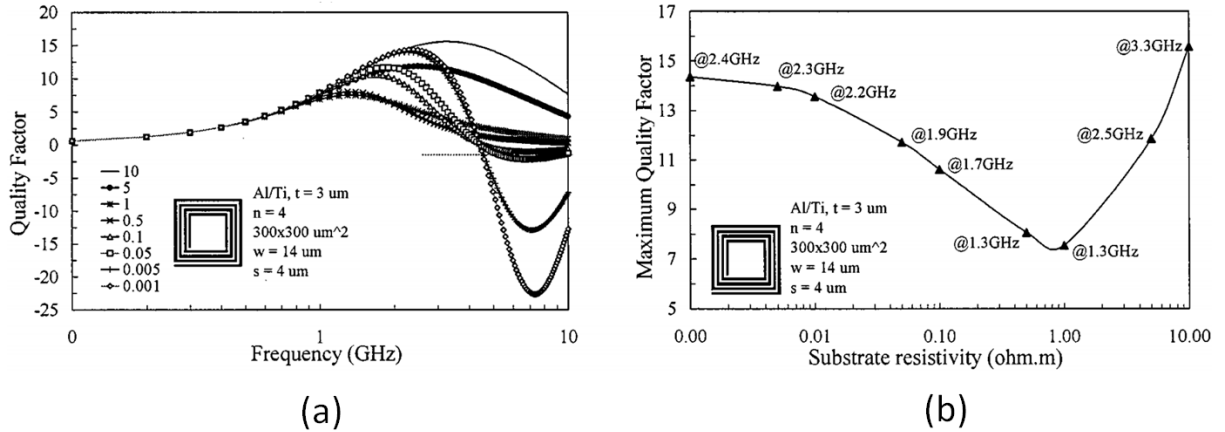 Quality Factor
25
20
15
10
5
0
-5
-10
-15
-20
-25
10
5
1
0.5
0.1
0.05
0.005
0.001
Al/Ti, t = 3 um
n = 4
300x300 um^2
w = 14 um
s = 4 um
0
1
10
Frequency (GHz)
(a)
Maximum Quality Factor
17
15
13
11
9
7
5
@2.4GHz
@2.3GHz
@2.2GHz
@1.9GHz
@1.7GHz
@1.3GHz
@1.3GHz
@2.5GHz
@3.3GHz
Al/Ti, t = 3 um
n = 4
300x300 um^2
w = 14 um
s = 4 um
0.00
0.01
0.10
1.00
10.00
Substrate resistivity (ohm.m)
(b)